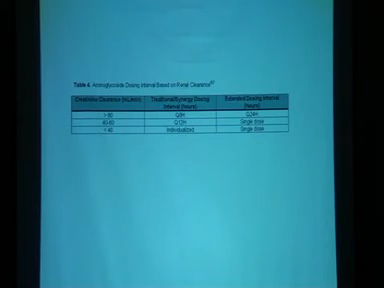 Table 4. Aminoglycoside Dosing Interval Based on Renal Clearance
Creatinine Clearance (mL/min) Traditional/Synergy Dosing Interval (hours) Extended Dosing Interval (hours)
> 60 Q8H Q24H
40-60 Q12H Single dose
< 40 Individualized Single dose